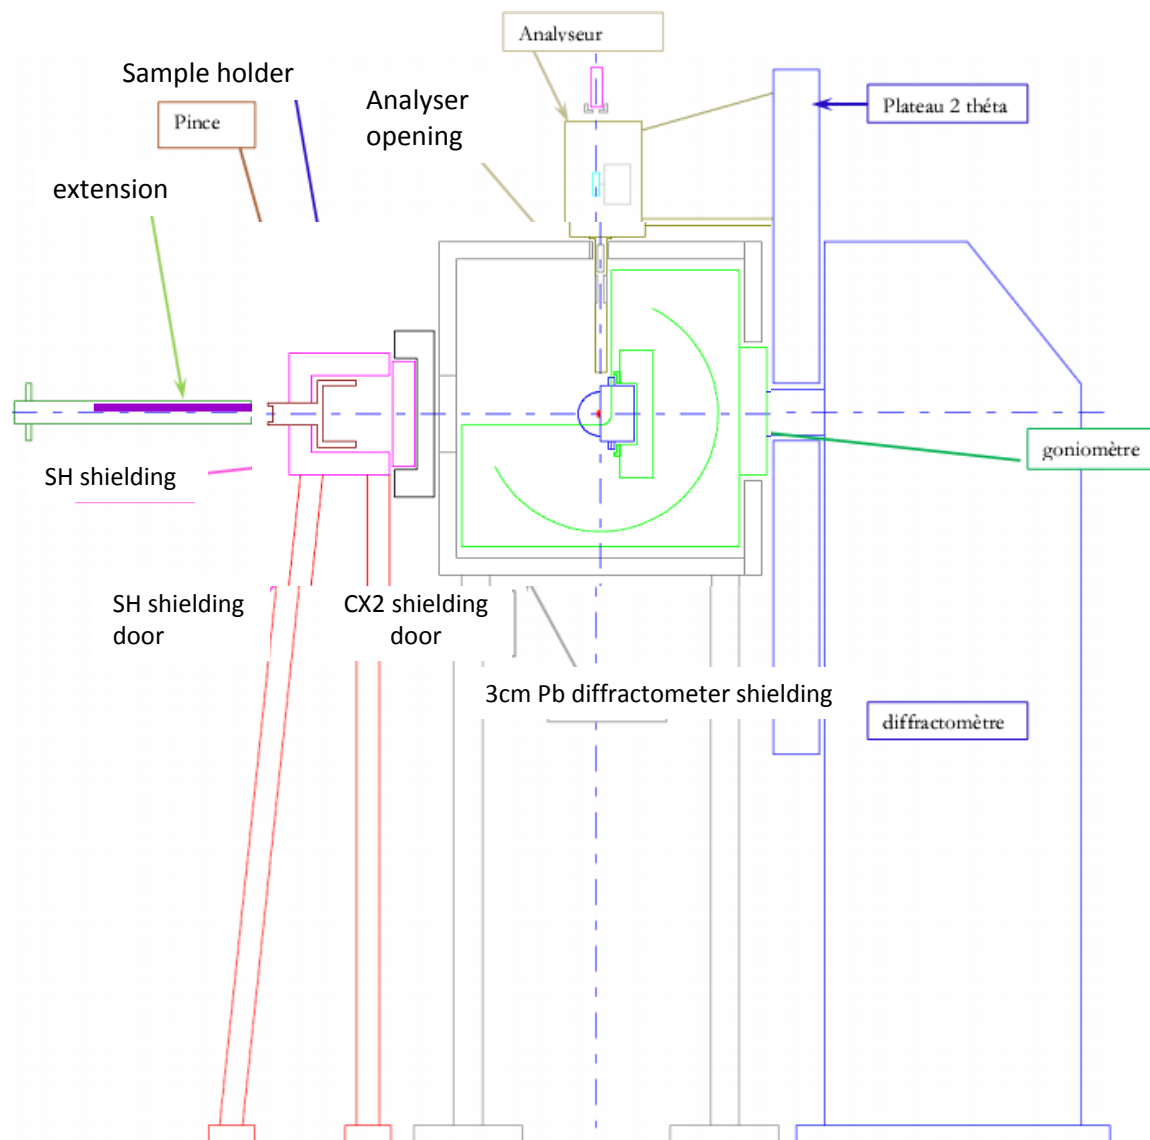 Analyseur
Sample holder
Analyser
opening
Pince
Plateau 2 théta
extension
goniomètre
SH shielding
SH shielding
door
CX2 shielding
door
3cm Pb diffractometer shielding
diffractomètre